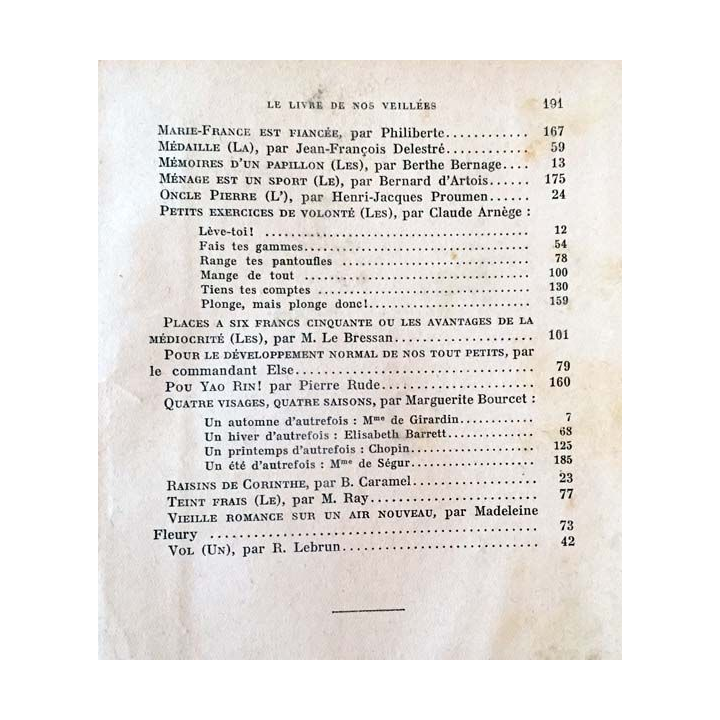 LE LIVRE DE NOS VEILLÉES 191
MARIE-FRANCE EST FIANCÉE, par Philiberte............ 167
MÉDAILLE (LA), par Jean-François Delestré.... 59
MÉMOIRES D'UN PAPILLON (LES), par Berthe Bernage.... 13
MÉNAGE EST UN SPORT (LE), par Bernard d'Artois...... 175
ONCLE PIERRE (L'), par Henri-Jacques Proumen...... 24
PETITS EXERCICES DE VOLONTÉ (LES), par Claude Arnège :
Lève-toi! ...................................... 12
Fais tes gammes................................. 54
Range tes pantoufles ............................ 78
Mange de tout .................................. 100
Tiens tes comptes ............................... 130
Plonge, mais plonge donc!....................... 159
PLACES A SIX FRANCS CINQUANTE OU LES AVANTAGES DE LA
MÉDIOCRITÉ (LES), par M. Le Bressan.................... 101
POUR LE DÉVELOPPEMENT NORMAL DE NOS TOUT PETITS, par
le commandant Else................................... 79
POU YAO RIN! par Pierre Rude........................ 160
QUATRE VISAGES, QUATRE SAISONS, par Marguerite Bourcet :
Un automne d'autrefois : Mme de Girardin.......... 7
Un hiver d'autrefois : Elisabeth Barrett............ 68
Un printemps d'autrefois : Chopin................. 125
Un été d'autrefois : Mme de Ségur................. 185
RAISINS DE CORINTHE, par B. Caramel.................. 23
TEINT FRAIS (LE), par M. Ray........................ 77
VIEILLE ROMANCE SUR UN AIR NOUVEAU, par Madeleine
Fleury ............................................. 73
VOL (UN), par R. Lebrun............................ 42